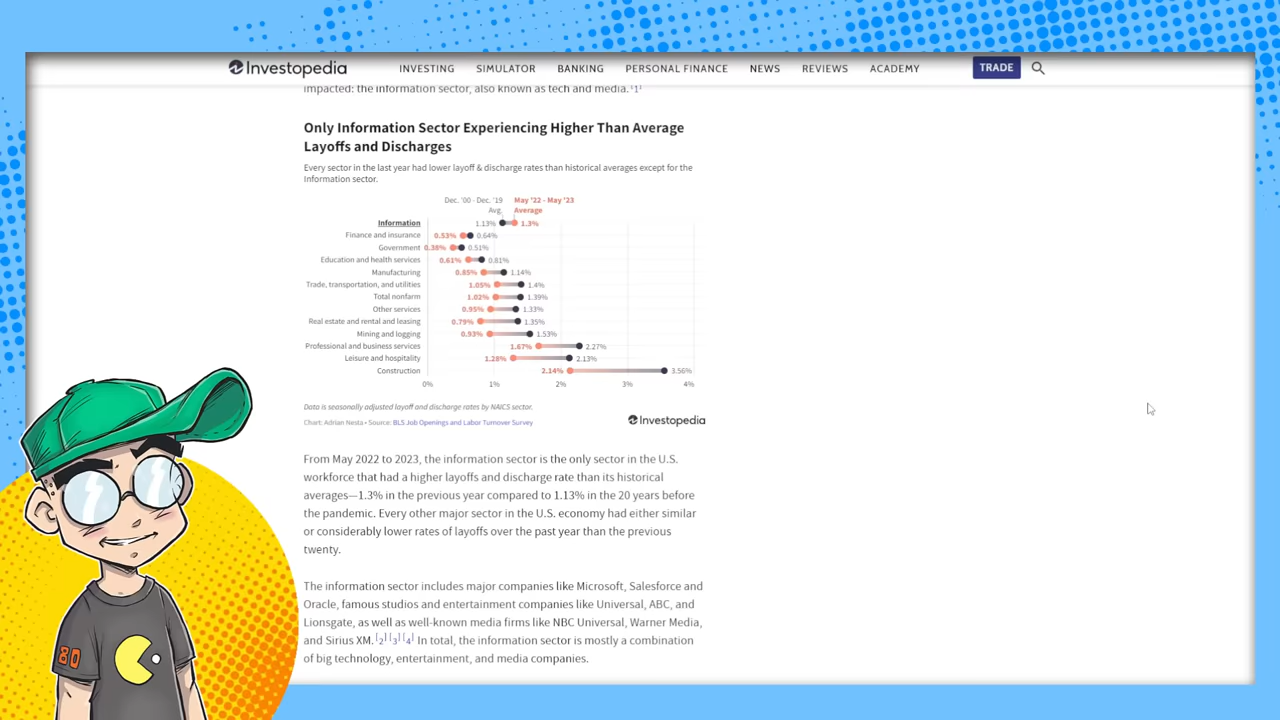 Investopedia
INVESTING SIMULATOR BANKING PERSONAL FINANCE NEWS REVIEWS ACADEMY TRADE
impacted: the information sector, also known as tech and media.[1]
Only Information Sector Experiencing Higher Than Average
Layoffs and Discharges
Every sector in the last year had lower layoff & discharge rates than historical averages except for the
Information sector.
Dec. '00 - Dec. '19 May '22 - May '23
Avg. Average
Information 1.13% 1.3%
Finance and insurance 0.53% 0.64%
Government 0.38% 0.51%
Education and health services 0.61% 0.81%
Manufacturing 0.85% 1.14%
Trade, transportation, and utilities 1.05% 1.4%
Total nonfarm 1.02% 1.39%
Other services 0.95% 1.33%
Real estate and rental and leasing 0.79% 1.35%
Mining and logging 0.93% 1.53%
Professional and business services 1.67% 2.27%
Leisure and hospitality 1.28% 2.13%
Construction 2.14% 3.56%
0% 1% 2% 3% 4%
Data is seasonally adjusted layoff and discharge rates by NAICS sector.
Chart: Adrian Nesta • Source: BLS Job Openings and Labor Turnover Survey
Investopedia
From May 2022 to 2023, the information sector is the only sector in the U.S.
workforce that had a higher layoffs and discharge rate than its historical
averages—1.3% in the previous year compared to 1.13% in the 20 years before
the pandemic. Every other major sector in the U.S. economy had either similar
or considerably lower rates of layoffs over the past year than the previous
twenty.
The information sector includes major companies like Microsoft, Salesforce and
Oracle, famous studios and entertainment companies like Universal, ABC, and
Lionsgate, as well as well-known media firms like NBC Universal, Warner Media,
and Sirius XM.[2][3][4] In total, the information sector is mostly a combination
of big technology, entertainment, and media companies.
80